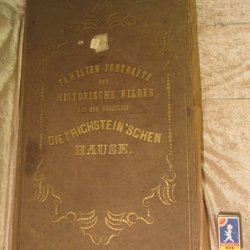 FAMILIEN-PORTRAITE
UND
HISTORISCHE BILDER
AUS DEM
DIETRICHSTEIN'SCHEN
HAUSE.